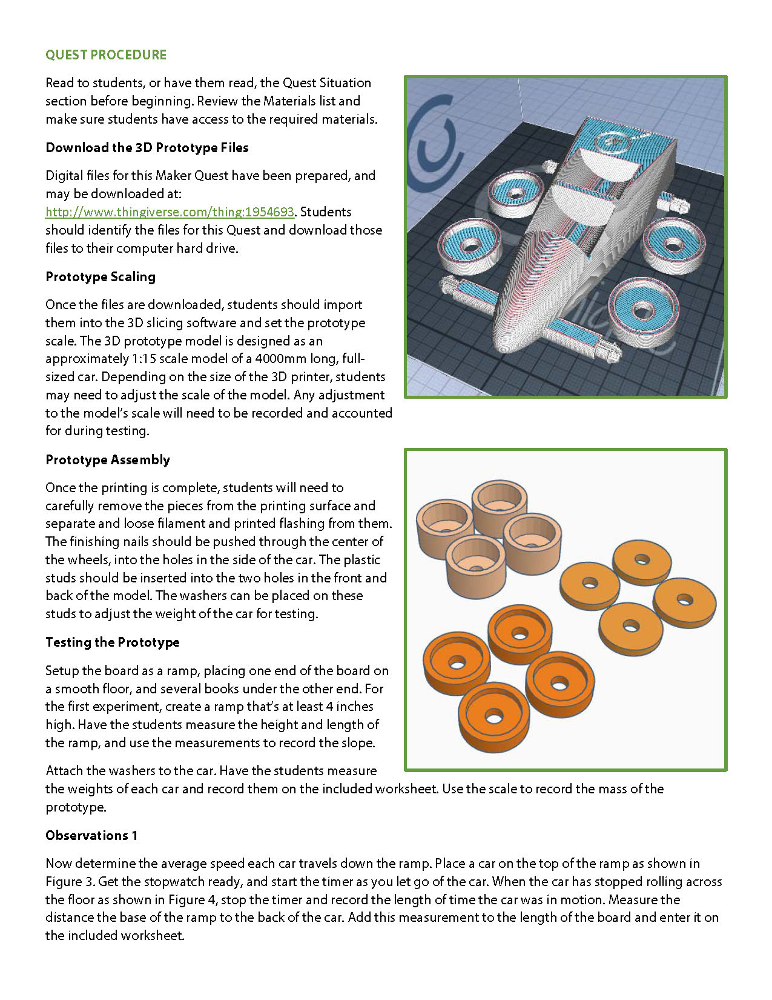 QUEST PROCEDURE
Read to students, or have them read, the Quest Situation
section before beginning. Review the Materials list and
make sure students have access to the required materials.
Download the 3D Prototype Files
Digital files for this Maker Quest have been prepared, and
may be downloaded at:
http://www.thingiverse.com/thing:1954693. Students
should identify the files for this Quest and download those
files to their computer hard drive.
Prototype Scaling
Once the files are downloaded, students should import
them into the 3D slicing software and set the prototype
scale. The 3D prototype model is designed as an
approximately 1:15 scale model of a 4000mm long, full-
sized car. Depending on the size of the 3D printer, students
may need to adjust the scale of the model. Any adjustment
to the model's scale will need to be recorded and accounted
for during testing.
Prototype Assembly
Once the printing is complete, students will need to
carefully remove the pieces from the printing surface and
separate and loose filament and printed flashing from them.
The finishing nails should be pushed through the center of
the wheels, into the holes in the side of the car. The plastic
studs should be inserted into the two holes in the front and
back of the model. The washers can be placed on these
studs to adjust the weight of the car for testing.
Testing the Prototype
Setup the board as a ramp, placing one end of the board on
a smooth floor, and several books under the other end. For
the first experiment, create a ramp that's at least 4 inches
high. Have the students measure the height and length of
the ramp, and use the measurements to record the slope.
Attach the washers to the car. Have the students measure
the weights of each car and record them on the included worksheet. Use the scale to record the mass of the
prototype.
Observations 1
Now determine the average speed each car travels down the ramp. Place a car on the top of the ramp as shown in
Figure 3. Get the stopwatch ready, and start the timer as you let go of the car. When the car has stopped rolling across
the floor as shown in Figure 4, stop the timer and record the length of time the car was in motion. Measure the
distance the base of the ramp to the back of the car. Add this measurement to the length of the board and enter it on
the included worksheet.